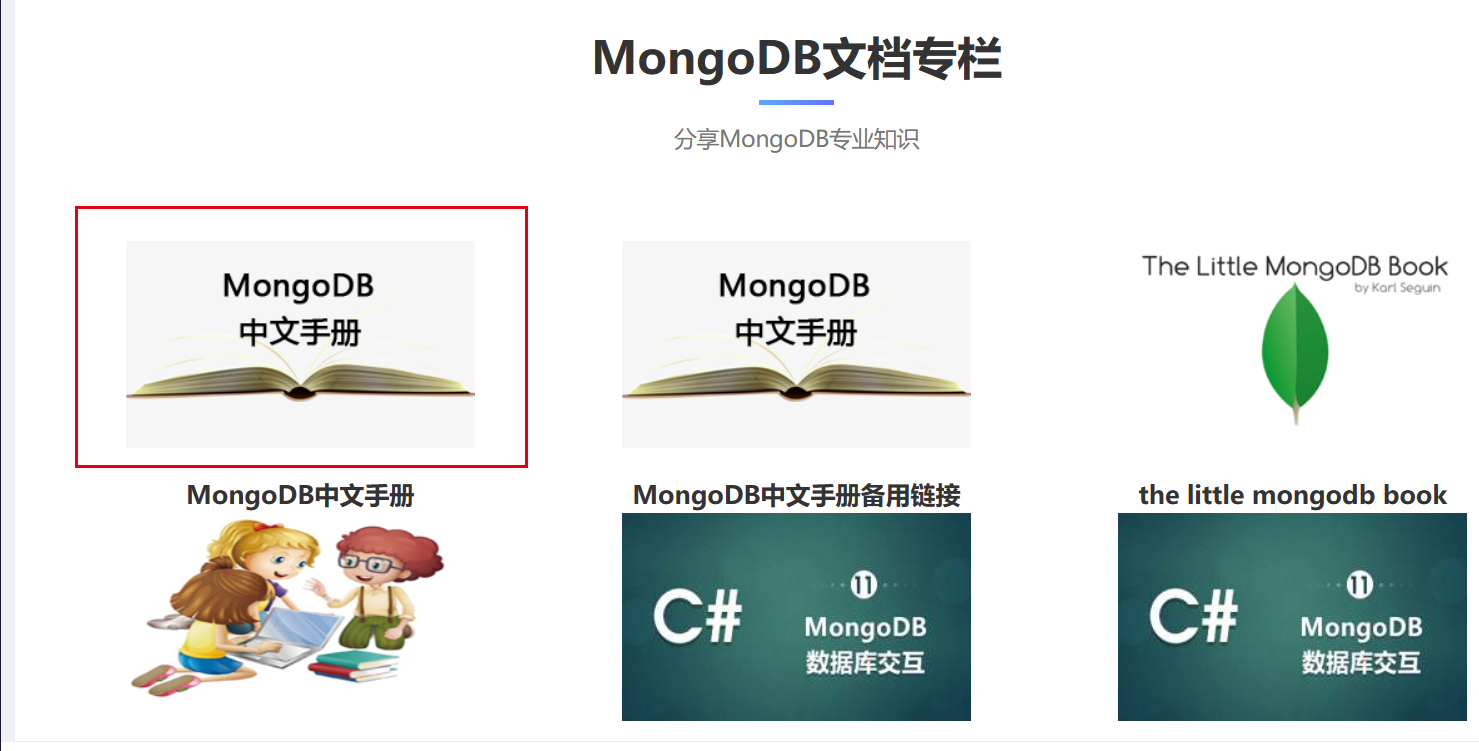 MongoDB文档专栏
分享MongoDB专业知识
MongoDB
中文手册
MongoDB中文手册
MongoDB
中文手册
MongoDB中文手册备用链接
The Little MongoDB Book
by Karl Seguin
the little mongodb book
C#
11
MongoDB
数据库交互
C#
11
MongoDB
数据库交互